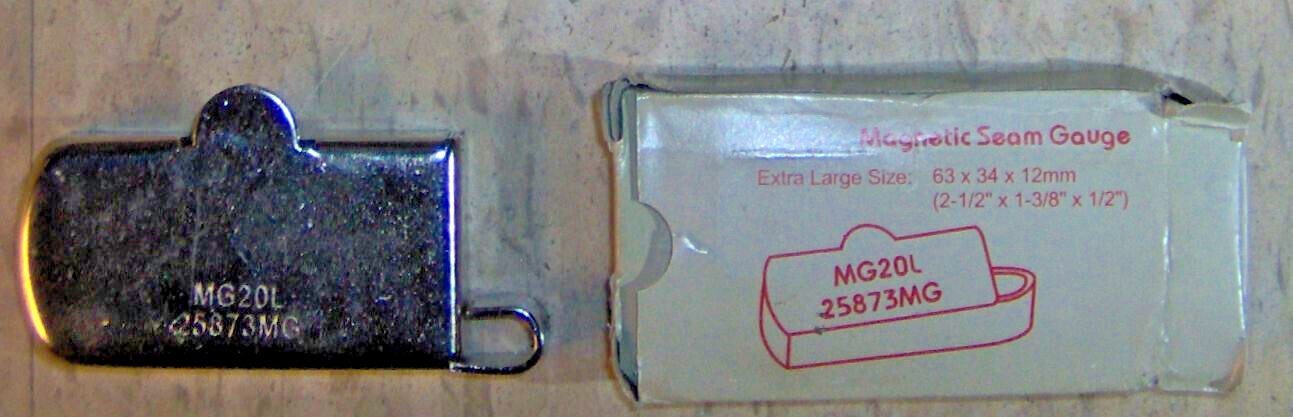 MG20L
25873MG
Magnetic Seam Gauge
Extra Large Size: 63 x 34 x 12mm
(2-1/2" x 1-3/8" x 1/2")
MG20L
25873MG